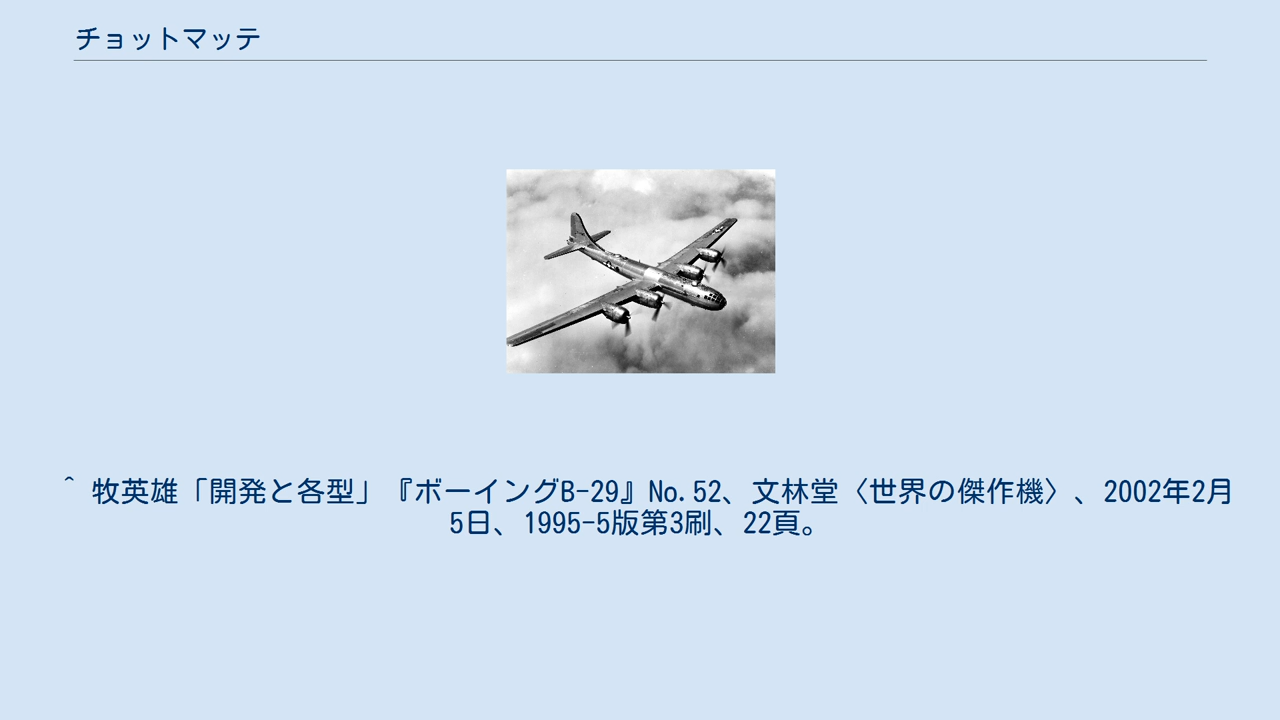 チョットマッテ
^ 牧英雄「開発と各型」『ボーイングB-29』No.52、文林堂〈世界の傑作機〉、2002年2月
5日、1995-5版第3刷、22頁。